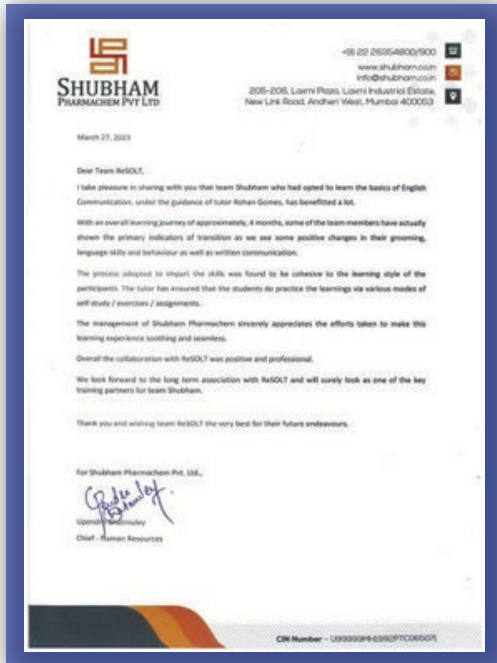 SHUBHAM
PHARMACHEM PVT LTD
+91 22 26354800/900
www.shubham.co.in
info@shubham.co.in
205-206, Laxmi Plaza, Laxmi Industrial Estate,
New Link Road, Andheri West, Mumbai 400053
March 27, 2023
Dear Team ReSOLT,
I take pleasure in sharing with you that team Shubham who had opted to learn the basics of English
Communication, under the guidance of tutor Rohan Gomes, has benefitted a lot.
With an overall learning journey of approximately, 4 months, some of the team members have actually
shown the primary indicators of transition as we see some positive changes in their grooming,
language skills and behaviour as well as written communication.
The process adopted to impart the skills was found to be cohesive to the learning style of the
participants. The tutor has ensured that the students do practice the learnings via various modes of
self study / exercises / assignments.
The management of Shubham Pharmachem sincerely appreciates the efforts taken to make this
learning experience soothing and seamless.
Overall the collaboration with ReSOLT was positive and professional.
We look forward to the long term association with ReSOLT and will surely look as one of the key
training partners for team Shubham.
Thank you and wishing team ReSOLT the very best for their future endeavours.
For Shubham Pharmachem Pvt. Ltd.,
Chief - Human Resources
CIN Number -